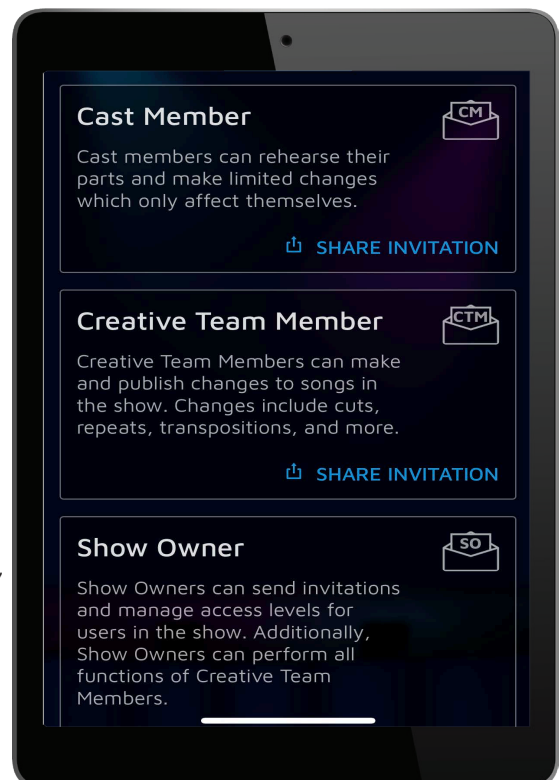 Cast Member
CM
Cast members can rehearse their
parts and make limited changes
which only affect themselves.
SHARE INVITATION
Creative Team Member
CTM
Creative Team Members can make
and publish changes to songs in
the show. Changes include cuts,
repeats, transpositions, and more.
SHARE INVITATION
Show Owner
SO
Show Owners can send invitations
and manage access levels for
users in the show. Additionally,
Show Owners can perform all
functions of Creative Team
Members.